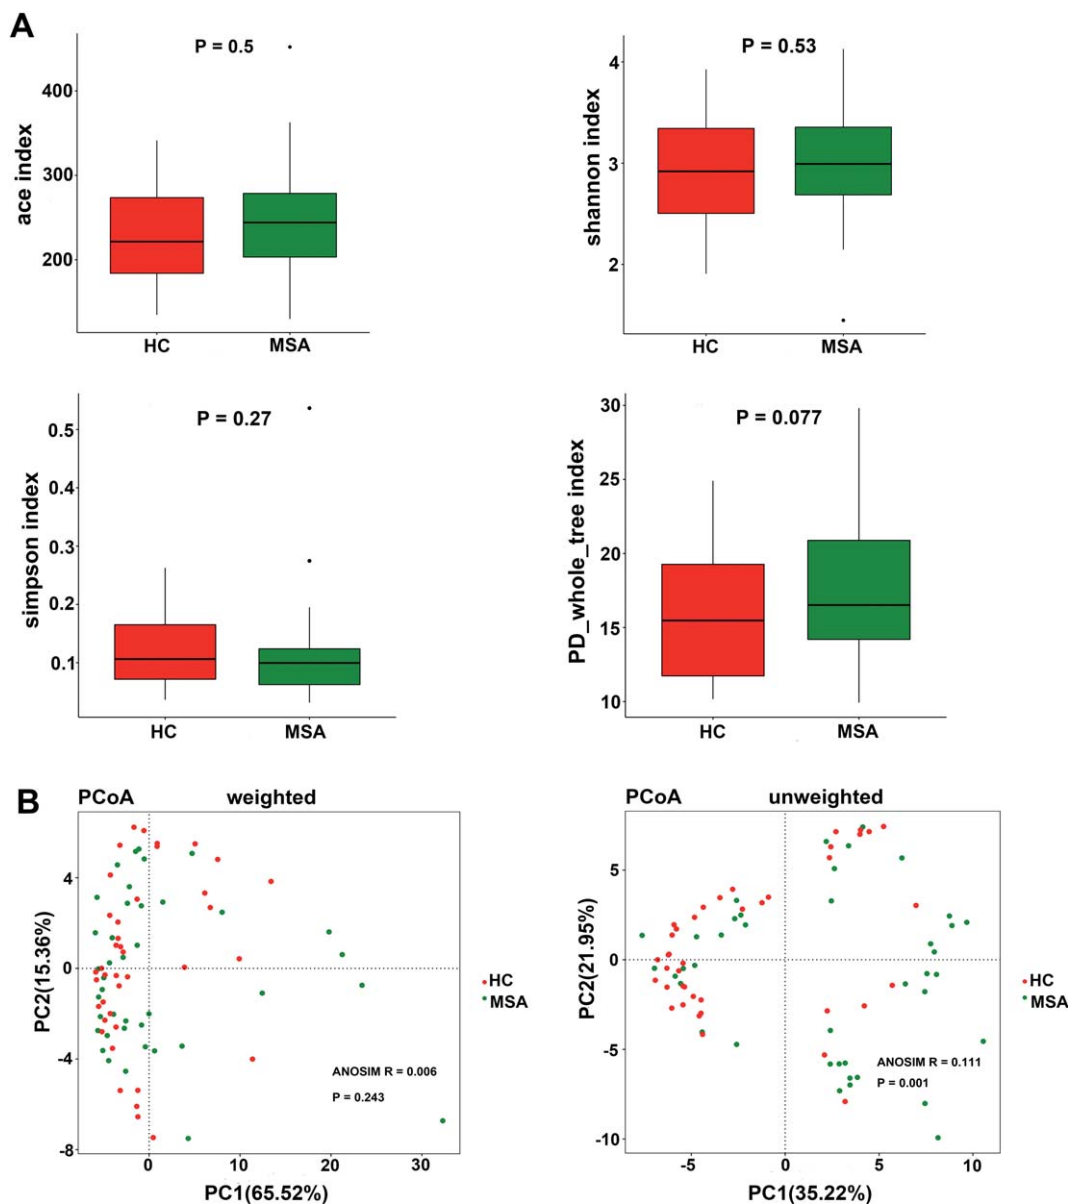 A
P = 0.5
ace index
400
300
200
HC
MSA
P = 0.53
shannon index
4
3
2
HC
MSA
P = 0.27
simpson index
0.5
0.4
0.3
0.2
0.1
HC
MSA
P = 0.077
PD_whole_tree index
30
25
20
15
10
HC
MSA
B
PCoA weighted
PC2(15.36%)
4
0
-4
-8
ANOSIM R = 0.006
P = 0.243
0 10 20 30
PC1(65.52%)
HC
MSA
PCoA unweighted
PC2(21.95%)
5
0
-5
-10
ANOSIM R = 0.111
P = 0.001
-5 0 5 10
PC1(35.22%)
HC
MSA